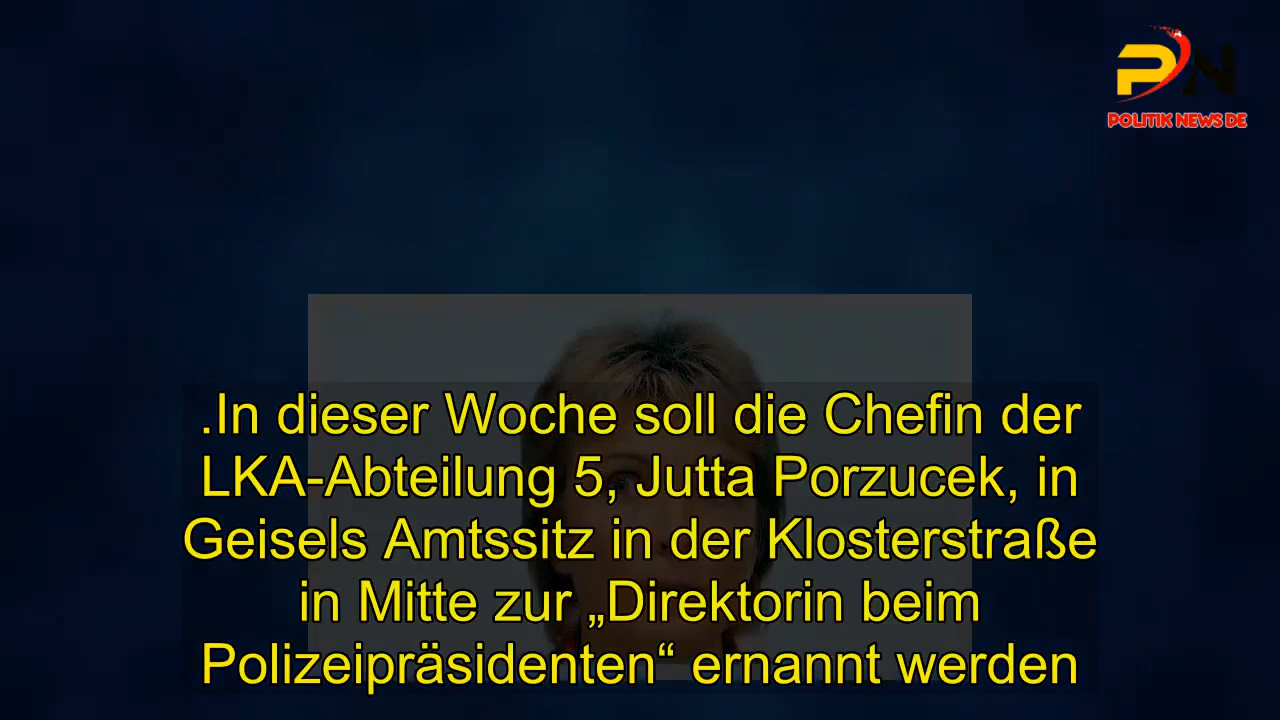 PN
POLITIK NEWS DE
.In dieser Woche soll die Chefin der
LKA-Abteilung 5, Jutta Porzucek, in
Geisels Amtssitz in der Klosterstraße
in Mitte zur „Direktorin beim
Polizeipräsidenten“ ernannt werden